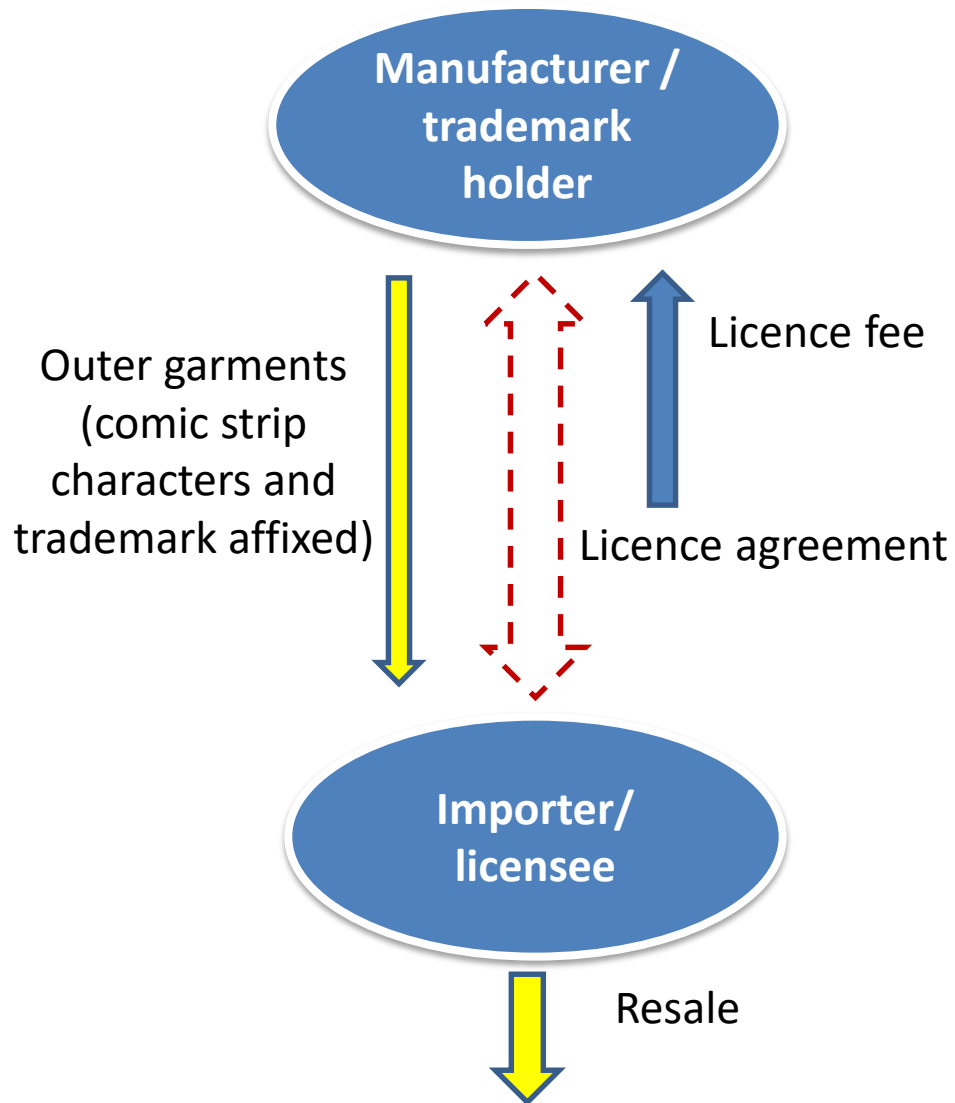 Manufacturer /
trademark
holder
Outer garments
(comic strip
characters and
trademark affixed)
Licence fee
Licence agreement
Importer/
licensee
Resale